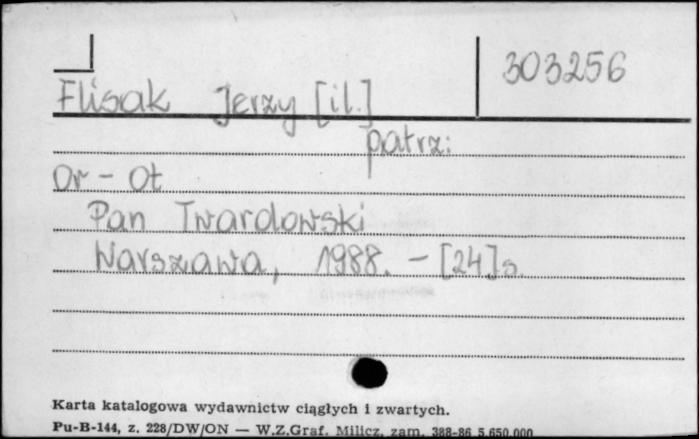 303256
Flisak Jerzy [il.]
patrz:
Or-Ot
Pan Twardowski
Warszawa, 1988. – [24]s.
Karta katalogowa wydawnictw ciągłych i zwartych.
Pu-B-144, z. 228/DW/ON — W.Z.Graf. Milicz, zam. 388-86 5.650.000